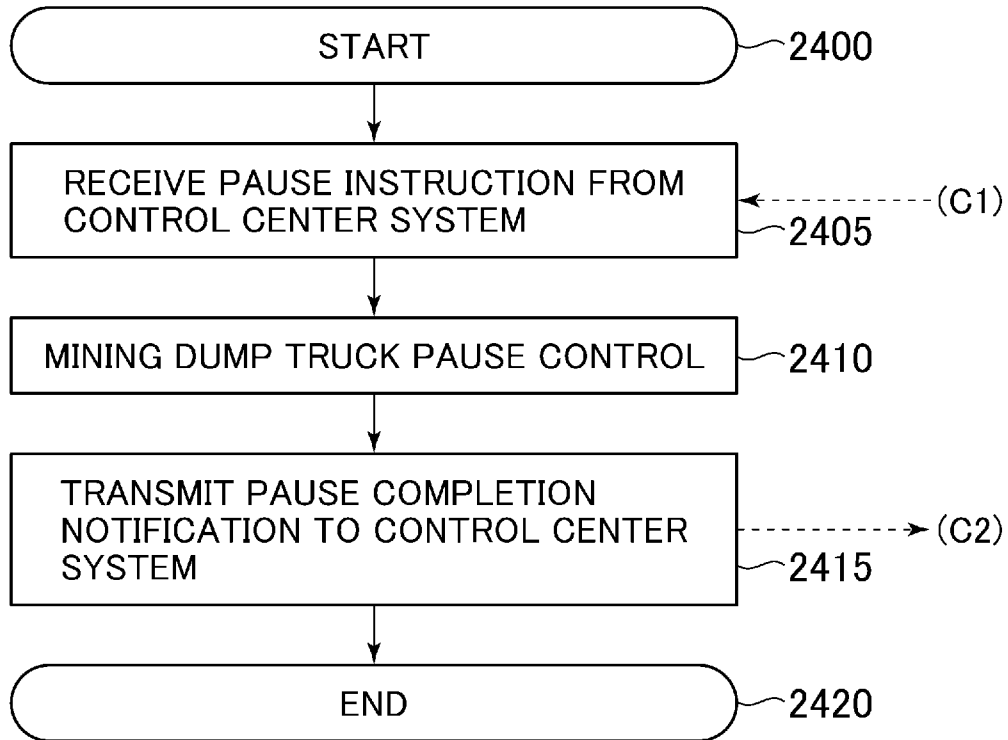 START
2400
RECEIVE PAUSE INSTRUCTION FROM
CONTROL CENTER SYSTEM
(C1)
2405
MINING DUMP TRUCK PAUSE CONTROL
2410
TRANSMIT PAUSE COMPLETION
NOTIFICATION TO CONTROL CENTER
SYSTEM
(C2)
2415
END
2420